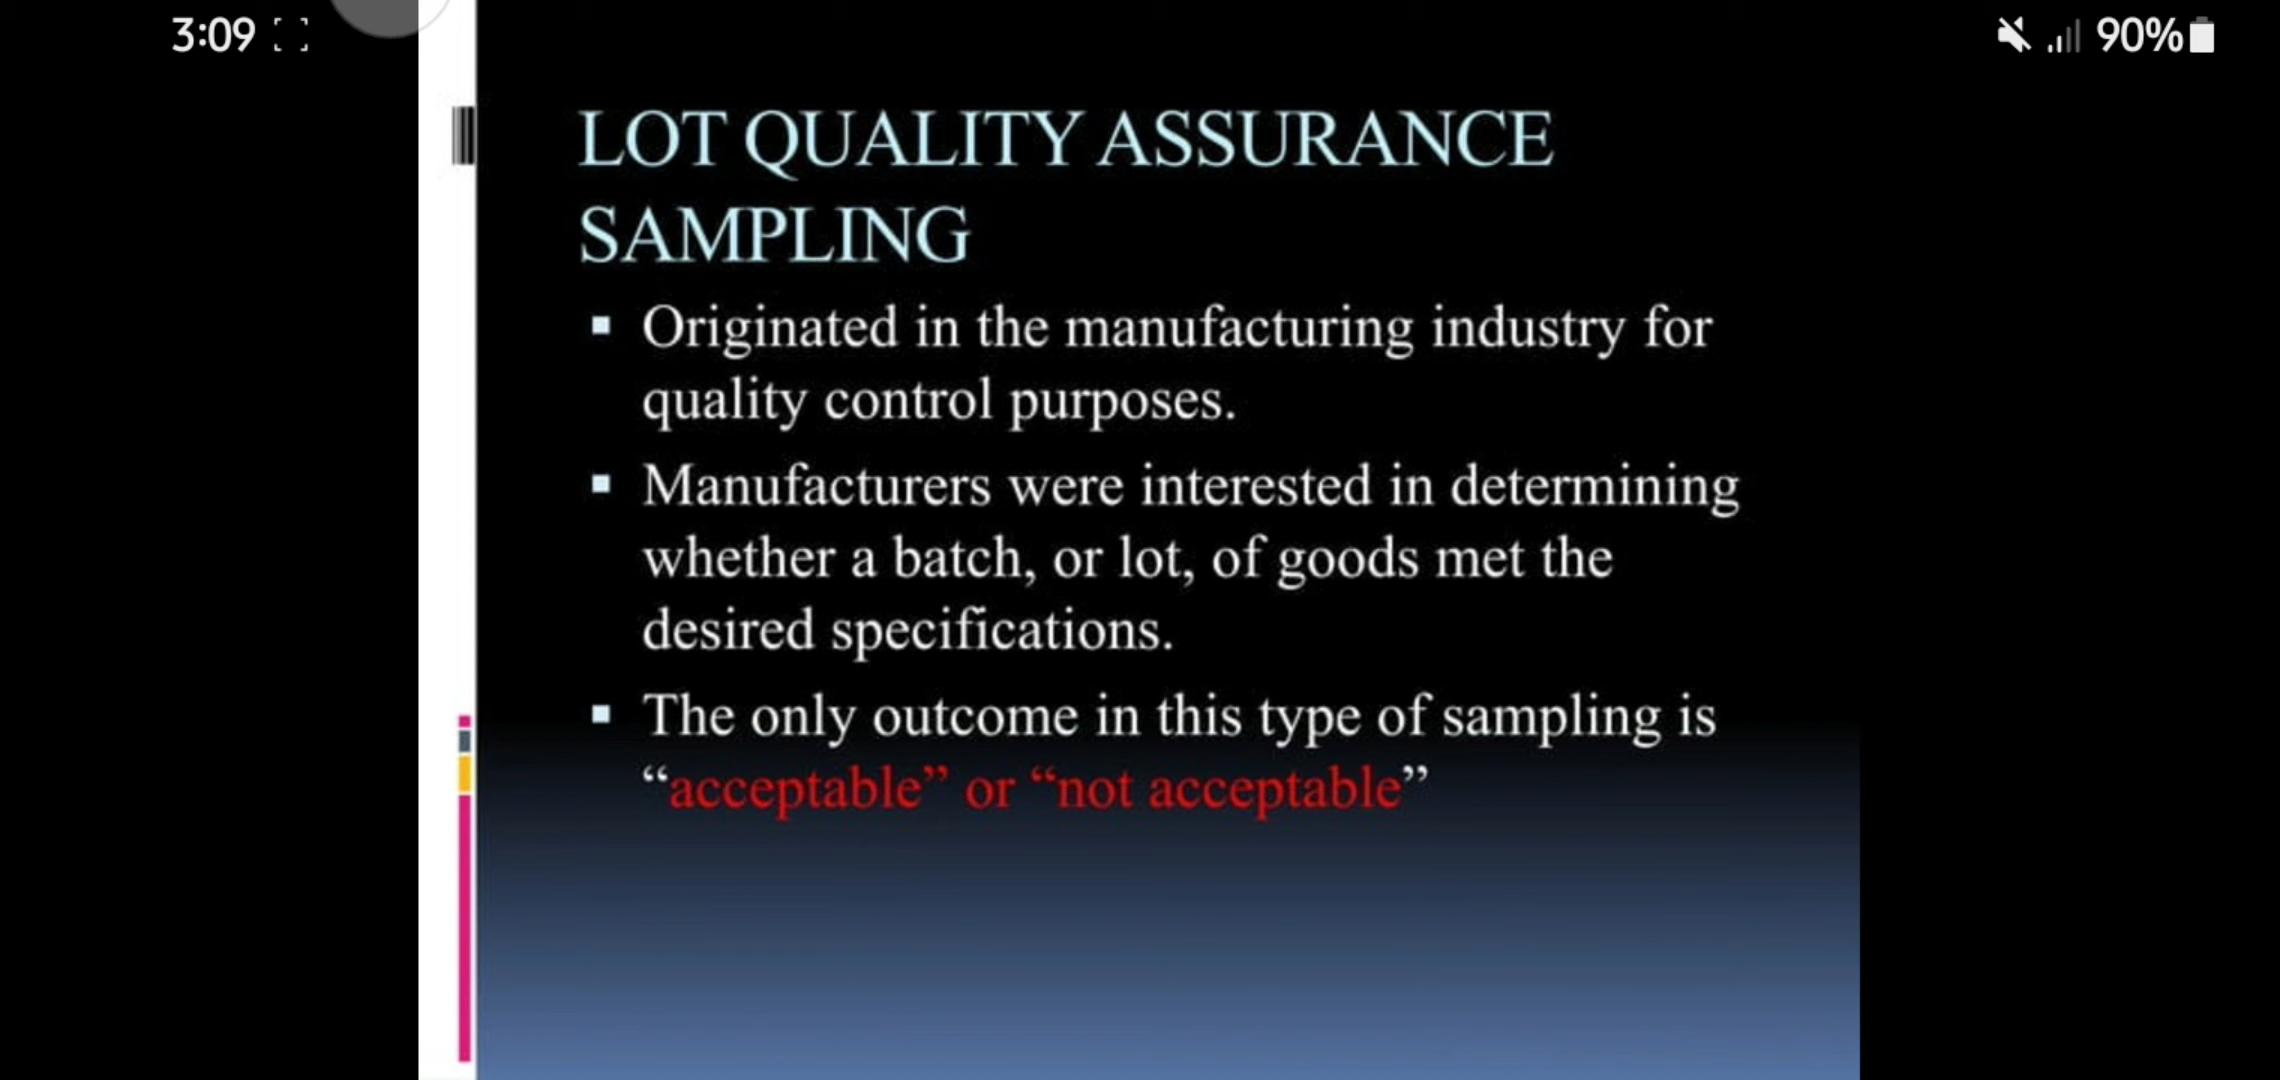 3:09
90%
LOT QUALITY ASSURANCE
SAMPLING
▪ Originated in the manufacturing industry for
quality control purposes.
▪ Manufacturers were interested in determining
whether a batch, or lot, of goods met the
desired specifications.
▪ The only outcome in this type of sampling is
“acceptable” or “not acceptable”